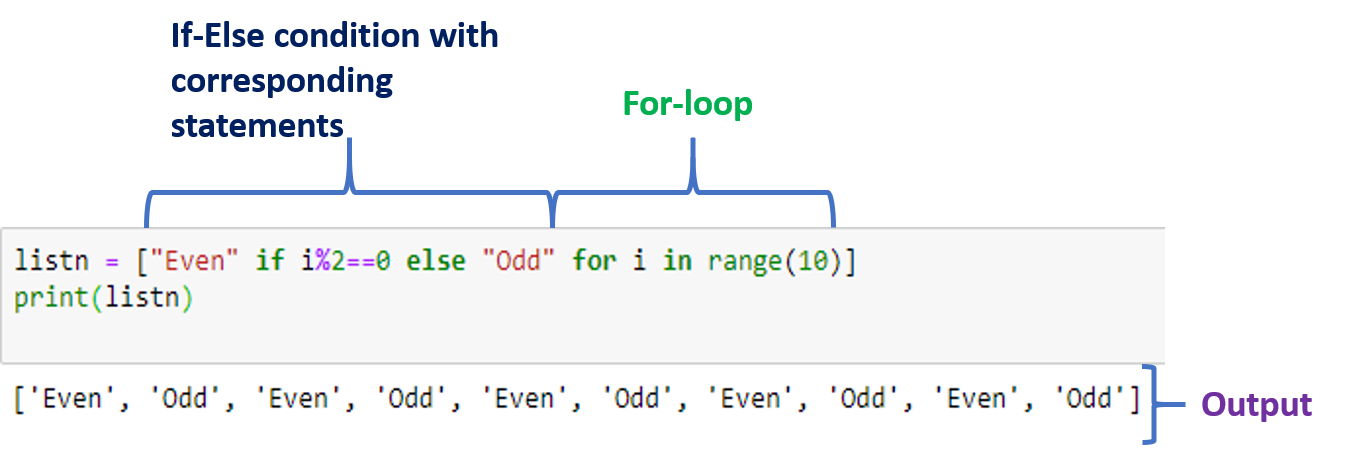 If-Else condition with
corresponding
statements
For-loop
listn = ["Even" if i%2==0 else "Odd" for i in range(10)]
print(listn)
['Even', 'Odd', 'Even', 'Odd', 'Even', 'Odd', 'Even', 'Odd', 'Even', 'Odd']
Output